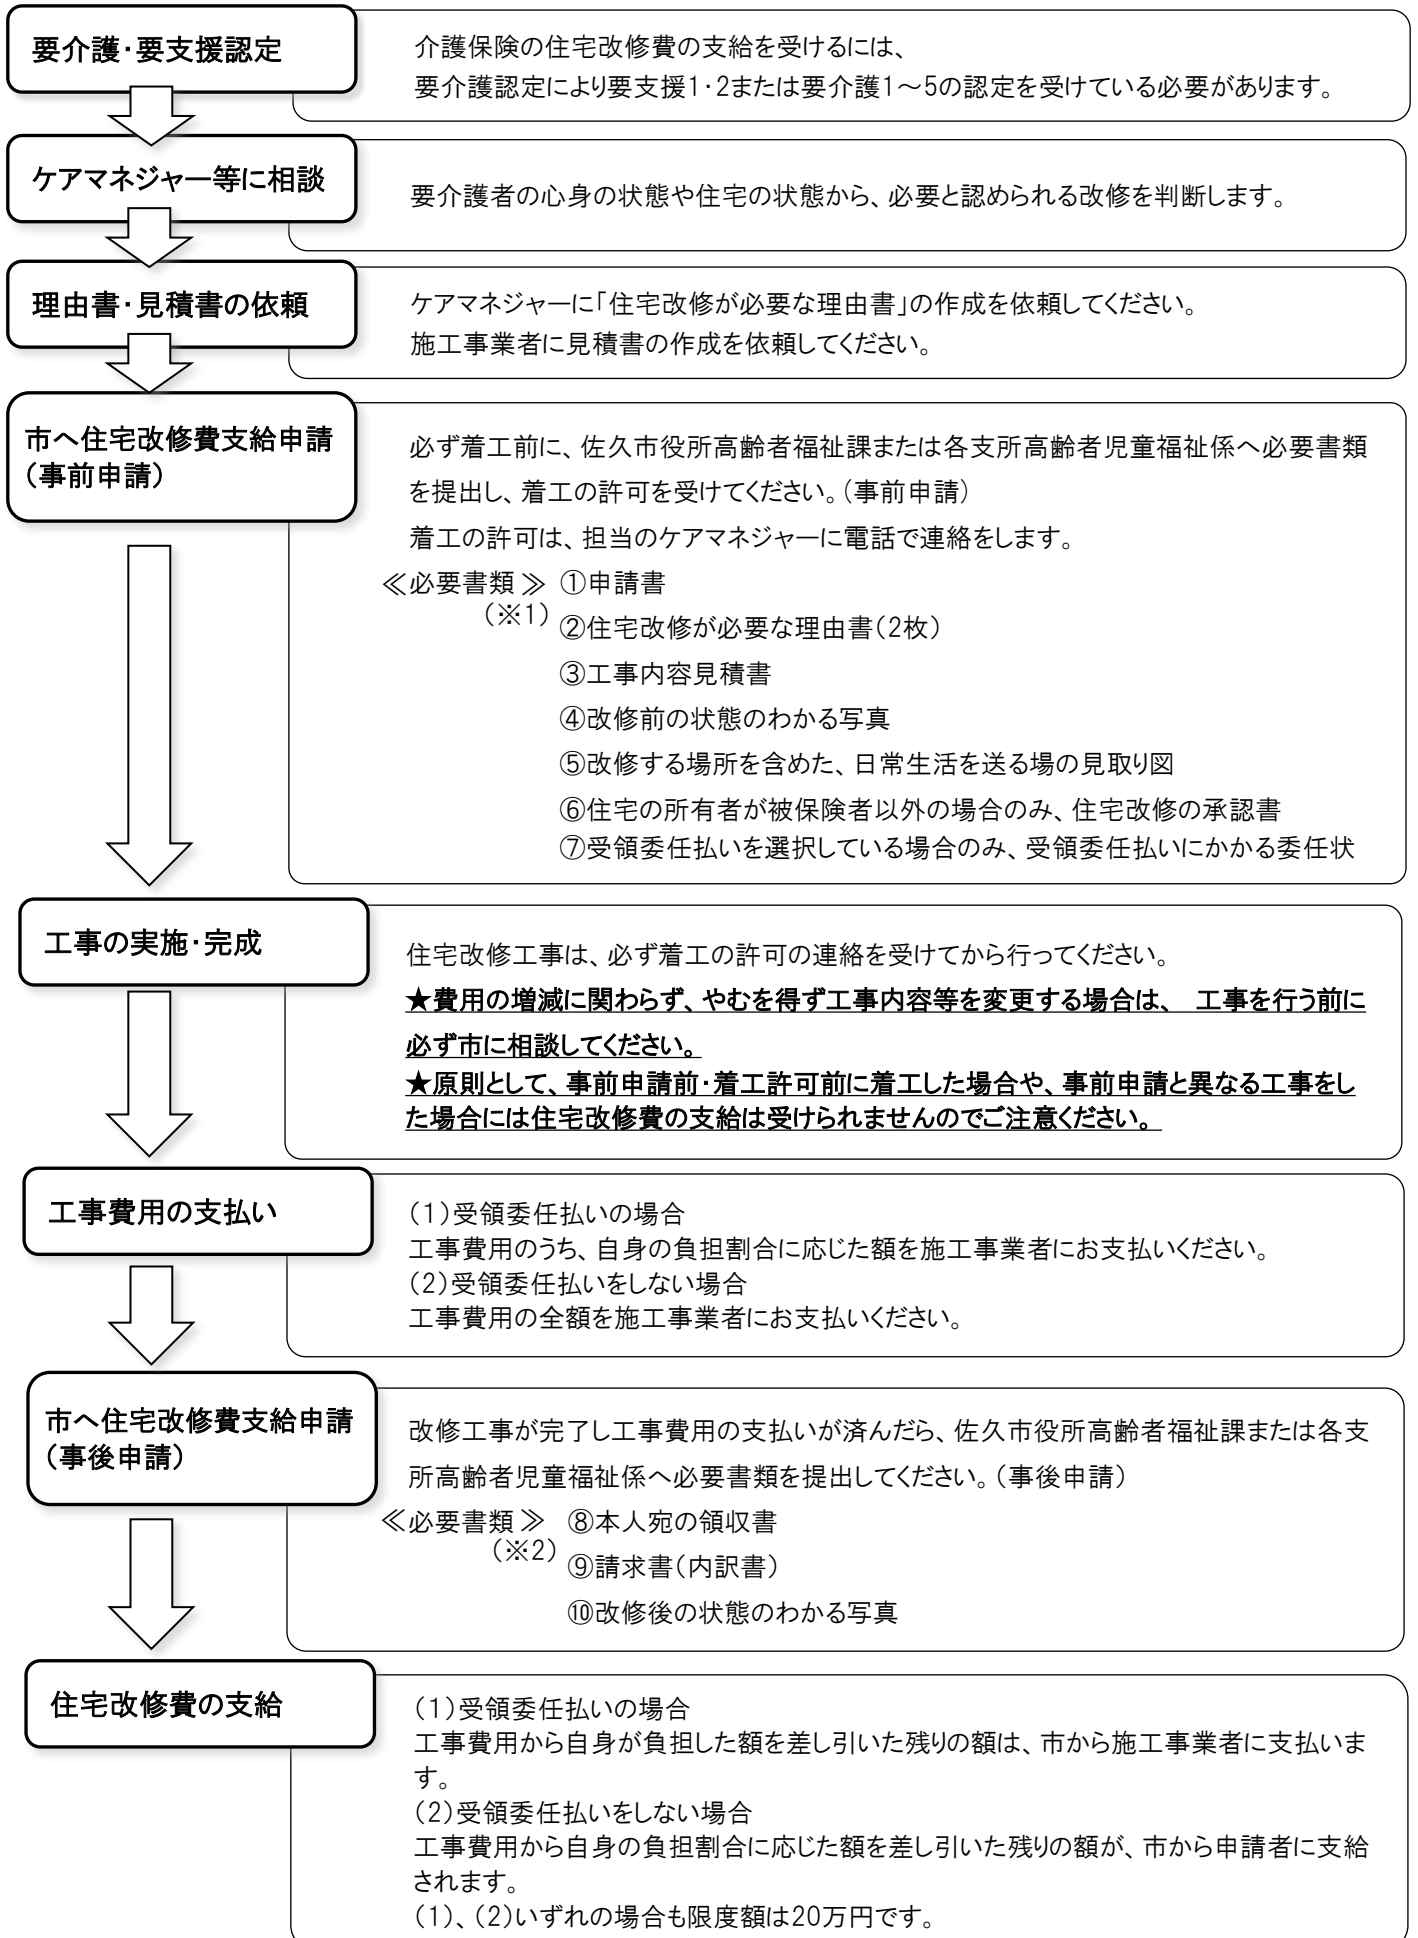 要介護・要支援認定
介護保険の住宅改修費の支給を受けるには、
要介護認定により要支援1・2または要介護1～5の認定を受けている必要があります。
ケアマネジャー等に相談
要介護者の心身の状態や住宅の状態から、必要と認められる改修を判断します。
理由書・見積書の依頼
ケアマネジャーに「住宅改修が必要な理由書」の作成を依頼してください。
施工事業者に見積書の作成を依頼してください。
市へ住宅改修費支給申請
（事前申請）
必ず着工前に、佐久市役所高齢者福祉課または各支所高齢者児童福祉係へ必要書類
を提出し、着工の許可を受けてください。（事前申請）
着工の許可は、担当のケアマネジャーに電話で連絡をします。
≪必要書類≫ ①申請書
（※1）
②住宅改修が必要な理由書（2枚）
③工事内容見積書
④改修前の状態のわかる写真
⑤改修する場所を含めた、日常生活を送る場の見取り図
⑥住宅の所有者が被保険者以外の場合のみ、住宅改修の承認書
⑦受領委任払いを選択している場合のみ、受領委任払いにかかる委任状
工事の実施・完成
住宅改修工事は、必ず着工の許可の連絡を受けてから行ってください。
★費用の増減に関わらず、やむを得ず工事内容等を変更する場合は、　工事を行う前に
必ず市に相談してください。
★原則として、事前申請前・着工許可前に着工した場合や、事前申請と異なる工事をし
た場合には住宅改修費の支給は受けられませんのでご注意ください。
工事費用の支払い
（1）受領委任払いの場合
工事費用のうち、自身の負担割合に応じた額を施工事業者にお支払いください。
（2）受領委任払いをしない場合
工事費用の全額を施工事業者にお支払いください。
市へ住宅改修費支給申請
（事後申請）
改修工事が完了し工事費用の支払いが済んだら、佐久市役所高齢者福祉課または各支
所高齢者児童福祉係へ必要書類を提出してください。（事後申請）
≪必要書類≫ ⑧本人宛の領収書
（※2）
⑨請求書（内訳書）
⑩改修後の状態のわかる写真
住宅改修費の支給
（1）受領委任払いの場合
工事費用から自身が負担した額を差し引いた残りの額は、市から施工事業者に支払いま
す。
（2）受領委任払いをしない場合
工事費用から自身の負担割合に応じた額を差し引いた残りの額が、市から申請者に支給
されます。
（1）、（2）いずれの場合も限度額は20万円です。